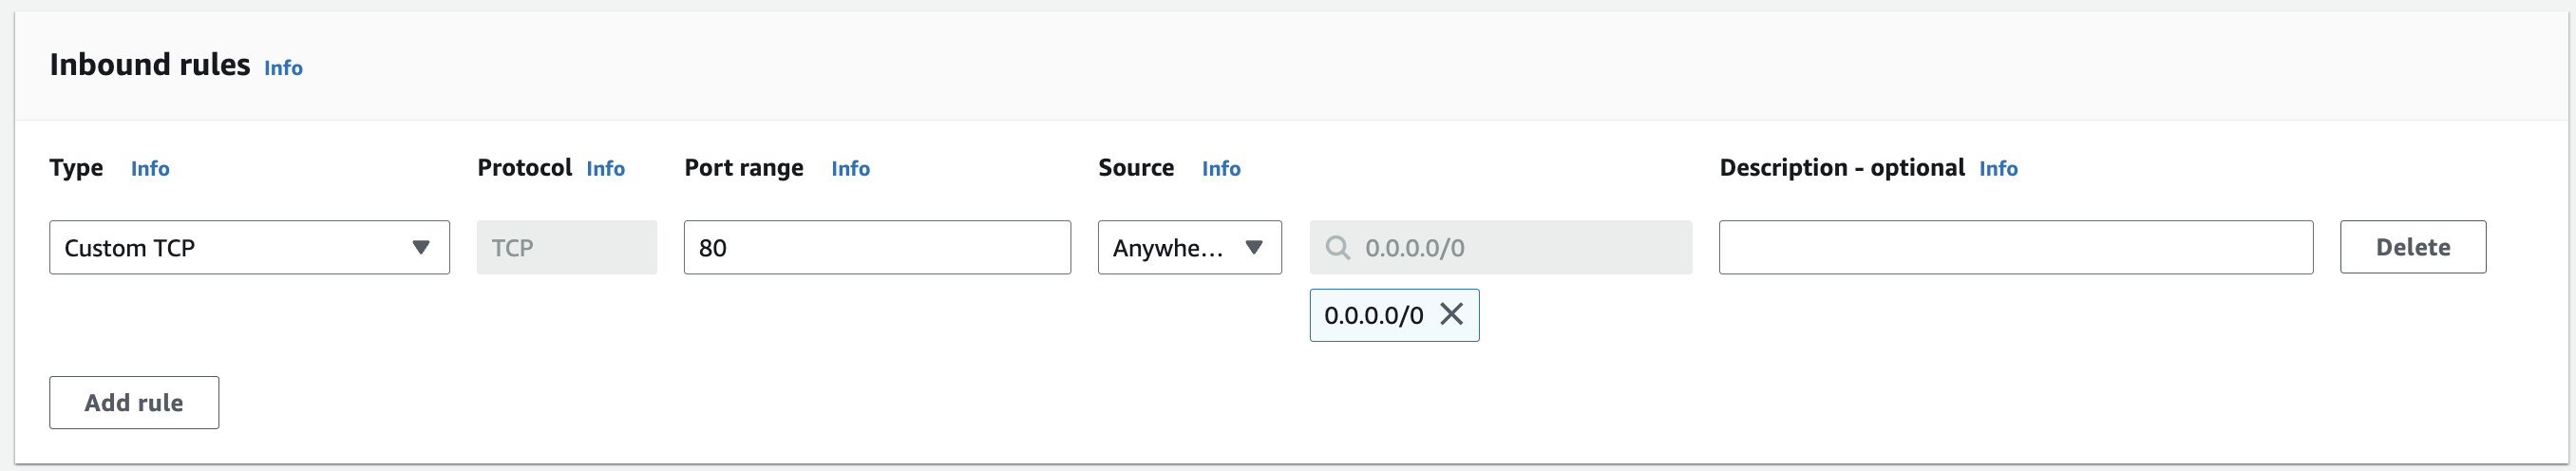 Inbound rules Info
Type Info Protocol Info Port range Info Source Info Description - optional Info
Custom TCP TCP 80 Anywhe... 0.0.0.0/0 Delete
0.0.0.0/0
Add rule